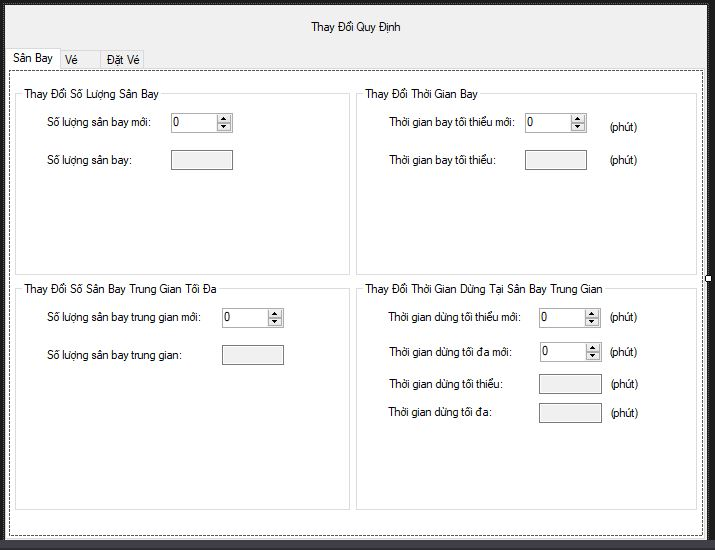 Thay Đổi Quy Định
Sân Bay Vé Đặt Vé
Thay Đổi Số Lượng Sân Bay
Số lượng sân bay mới: 0
Số lượng sân bay:
Thay Đổi Thời Gian Bay
Thời gian bay tối thiểu mới: 0 (phút)
Thời gian bay tối thiểu: (phút)
Thay Đổi Số Sân Bay Trung Gian Tối Đa
Số lượng sân bay trung gian mới: 0
Số lượng sân bay trung gian:
Thay Đổi Thời Gian Dừng Tại Sân Bay Trung Gian
Thời gian dừng tối thiểu mới: 0 (phút)
Thời gian dừng tối đa mới: 0 (phút)
Thời gian dừng tối thiểu: (phút)
Thời gian dừng tối đa: (phút)